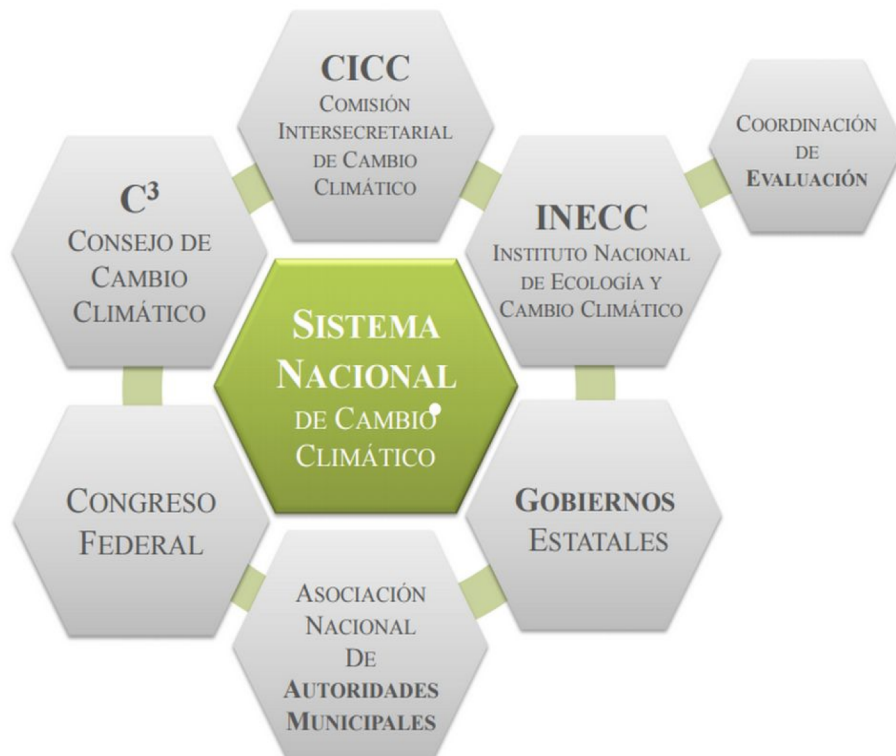 CICC
COMISIÓN
INTERSECRETARIAL
DE CAMBIO
CLIMÁTICO
COORDINACIÓN
DE
EVALUACIÓN
C³
CONSEJO DE
CAMBIO
CLIMÁTICO
INECC
INSTITUTO NACIONAL
DE ECOLOGÍA Y
CAMBIO CLIMÁTICO
SISTEMA
NACIONAL
DE CAMBIO
CLIMÁTICO
CONGRESO
FEDERAL
GOBIERNOS
ESTATALES
ASOCIACIÓN
NACIONAL
DE
AUTORIDADES
MUNICIPALES